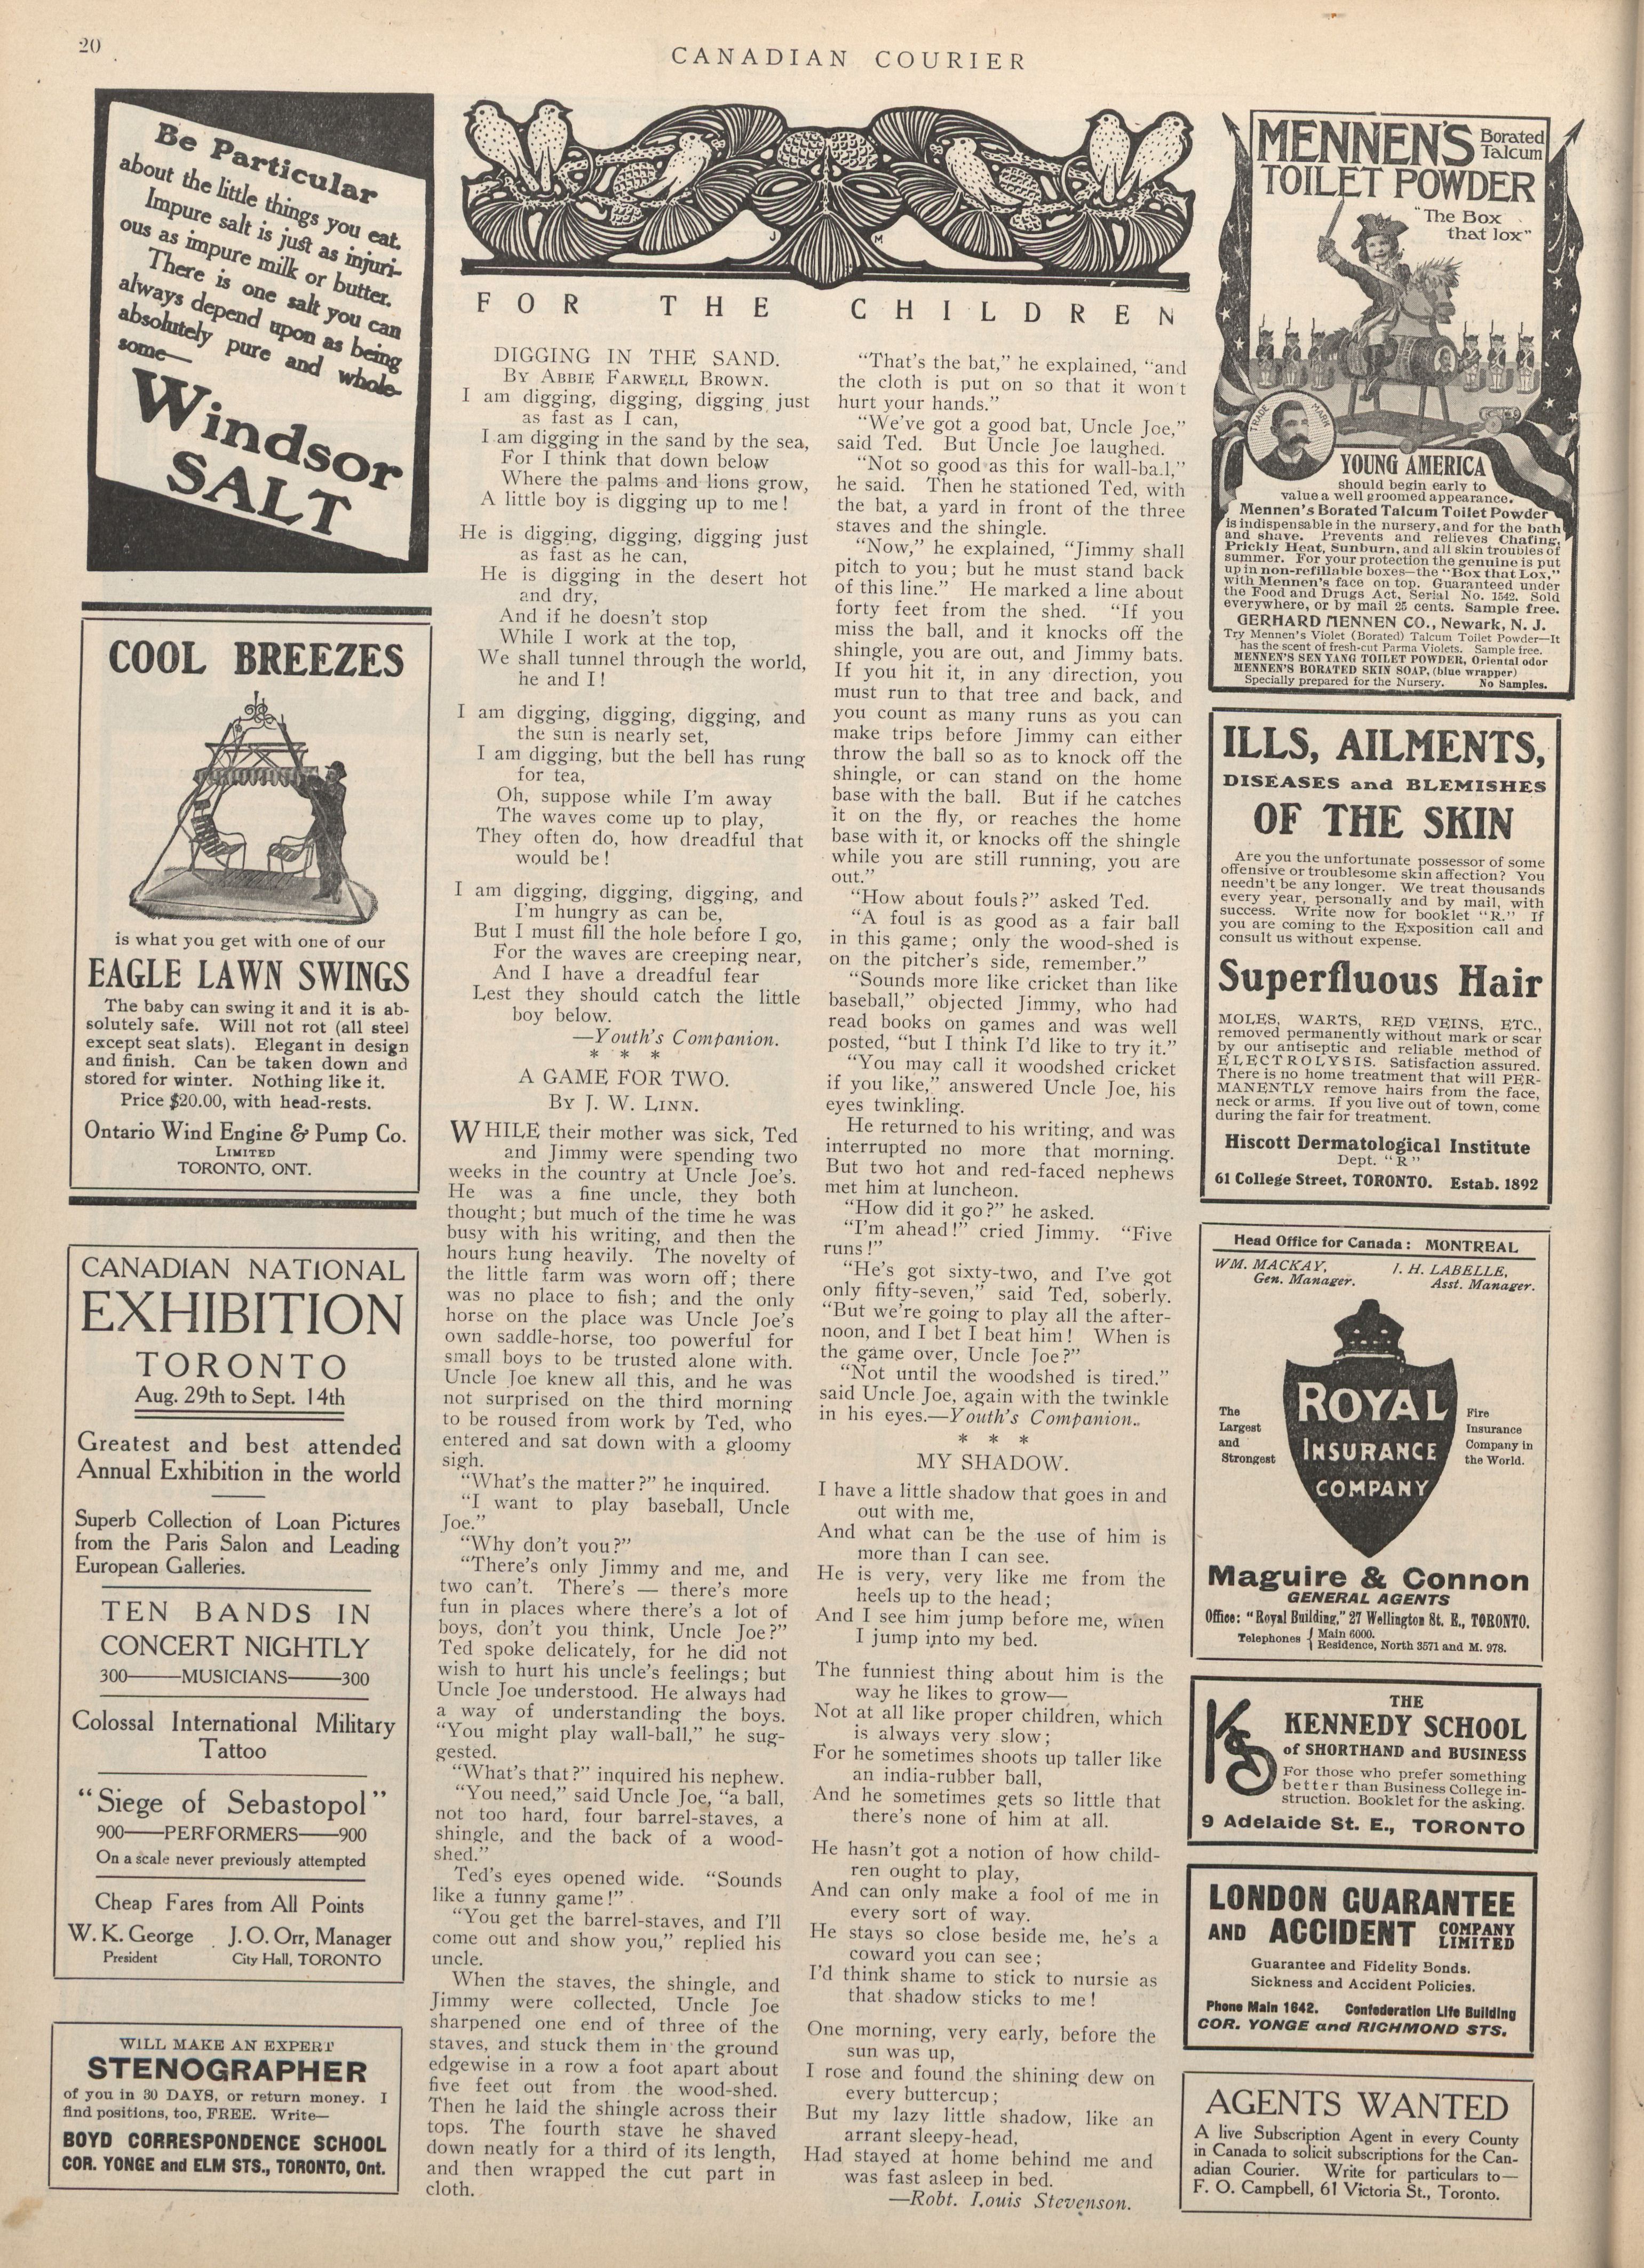 20
CANADIAN COURIER
Be Particular
about the little things you eat.
Impure salt is just as injuri-
ous as impure milk or butter.
There is one salt you can
always depend upon as being
absolutely pure and whole-
some—
Windsor
SALT
COOL BREEZES
is what you get with one of our
EAGLE LAWN SWINGS
The baby can swing it and it is ab-
solutely safe. Will not rot (all steel
except seat slats). Elegant in design
and finish. Can be taken down and
stored for winter. Nothing like it.
Price $20.00, with head-rests.
Ontario Wind Engine & Pump Co.
LIMITED
TORONTO, ONT.
CANADIAN NATIONAL
EXHIBITION
TORONTO
Aug. 29th to Sept. 14th
Greatest and best attended
Annual Exhibition in the world
Superb Collection of Loan Pictures
from the Paris Salon and Leading
European Galleries.
TEN BANDS IN
CONCERT NIGHTLY
300——MUSICIANS——300
Colossal International Military
Tattoo
"Siege of Sebastopol"
900——PERFORMERS——900
On a scale never previously attempted
Cheap Fares from All Points
W. K. George J. O. Orr, Manager
President City Hall, TORONTO
WILL MAKE AN EXPERT
STENOGRAPHER
of you in 30 DAYS, or return money. I
find positions, too, FREE. Write—
BOYD CORRESPONDENCE SCHOOL
COR. YONGE and ELM STS., TORONTO, Ont.
J M
FOR THE CHILDREN
DIGGING IN THE SAND.
BY ABBIE FARWELL BROWN.
I am digging, digging, digging just
as fast as I can,
I am digging in the sand by the sea,
For I think that down below
Where the palms and lions grow,
A little boy is digging up to me!
He is digging, digging, digging just
as fast as he can,
He is digging in the desert hot
and dry,
And if he doesn't stop
While I work at the top,
We shall tunnel through the world,
he and I!
I am digging, digging, digging, and
the sun is nearly set,
I am digging, but the bell has rung
for tea,
Oh, suppose while I'm away
The waves come up to play,
They often do, how dreadful that
would be!
I am digging, digging, digging, and
I'm hungry as can be,
But I must fill the hole before I go,
For the waves are creeping near,
And I have a dreadful fear
Lest they should catch the little
boy below.
—Youth's Companion.
* * *
A GAME FOR TWO.
BY J. W. LINN.
WHILE their mother was sick, Ted
and Jimmy were spending two
weeks in the country at Uncle Joe's.
He was a fine uncle, they both
thought; but much of the time he was
busy with his writing, and then the
hours hung heavily. The novelty of
the little farm was worn off; there
was no place to fish; and the only
horse on the place was Uncle Joe's
own saddle-horse, too powerful for
small boys to be trusted alone with.
Uncle Joe knew all this, and he was
not surprised on the third morning
to be roused from work by Ted, who
entered and sat down with a gloomy
sigh.
"What's the matter?" he inquired.
"I want to play baseball, Uncle
Joe."
"Why don't you?"
"There's only Jimmy and me, and
two can't. There's — there's more
fun in places where there's a lot of
boys, don't you think, Uncle Joe?"
Ted spoke delicately, for he did not
wish to hurt his uncle's feelings; but
Uncle Joe understood. He always had
a way of understanding the boys.
"You might play wall-ball," he sug-
gested.
"What's that?" inquired his nephew.
"You need," said Uncle Joe, "a ball,
not too hard, four barrel-staves, a
shingle, and the back of a wood-
shed."
Ted's eyes opened wide. "Sounds
like a funny game!"
"You get the barrel-staves, and I'll
come out and show you," replied his
uncle.
When the staves, the shingle, and
Jimmy were collected, Uncle Joe
sharpened one end of three of the
staves, and stuck them in the ground
edgewise in a row a foot apart about
five feet out from the wood-shed.
Then he laid the shingle across their
tops. The fourth stave he shaved
down neatly for a third of its length,
and then wrapped the cut part in
cloth.
"That's the bat," he explained, "and
the cloth is put on so that it won't
hurt your hands."
"We've got a good bat, Uncle Joe,"
said Ted. But Uncle Joe laughed.
"Not so good as this for wall-ball,"
he said. Then he stationed Ted, with
the bat, a yard in front of the three
staves and the shingle.
"Now," he explained, "Jimmy shall
pitch to you; but he must stand back
of this line." He marked a line about
forty feet from the shed. "If you
miss the ball, and it knocks off the
shingle, you are out, and Jimmy bats.
If you hit it, in any direction, you
must run to that tree and back, and
you count as many runs as you can
make trips before Jimmy can either
throw the ball so as to knock off the
shingle, or can stand on the home
base with the ball. But if he catches
it on the fly, or reaches the home
base with it, or knocks off the shingle
while you are still running, you are
out."
"How about fouls?" asked Ted.
"A foul is as good as a fair ball
in this game; only the wood-shed is
on the pitcher's side, remember."
"Sounds more like cricket than like
baseball," objected Jimmy, who had
read books on games and was well
posted, "but I think I'd like to try it."
"You may call it woodshed cricket
if you like," answered Uncle Joe, his
eyes twinkling.
He returned to his writing, and was
interrupted no more that morning.
But two hot and red-faced nephews
met him at luncheon.
"How did it go?" he asked.
"I'm ahead!" cried Jimmy. "Five
runs!"
"He's got sixty-two, and I've got
only fifty-seven," said Ted, soberly.
"But we're going to play all the after-
noon, and I bet I beat him! When is
the game over, Uncle Joe?"
"Not until the woodshed is tired."
said Uncle Joe, again with the twinkle
in his eyes.—Youth's Companion.
* * *
MY SHADOW.
I have a little shadow that goes in and
out with me,
And what can be the use of him is
more than I can see.
He is very, very like me from the
heels up to the head;
And I see him jump before me, when
I jump into my bed.
The funniest thing about him is the
way he likes to grow—
Not at all like proper children, which
is always very slow;
For he sometimes shoots up taller like
an india-rubber ball,
And he sometimes gets so little that
there's none of him at all.
He hasn't got a notion of how child-
ren ought to play,
And can only make a fool of me in
every sort of way.
He stays so close beside me, he's a
coward you can see;
I'd think shame to stick to nursie as
that shadow sticks to me!
One morning, very early, before the
sun was up,
I rose and found the shining dew on
every buttercup;
But my lazy little shadow, like an
arrant sleepy-head,
Had stayed at home behind me and
was fast asleep in bed.
—Robt. Louis Stevenson.
MENNEN'S Borated
Talcum
TOILET POWDER
"The Box
that lox"
TRADE MARK
YOUNG AMERICA
should begin early to
value a well groomed appearance.
Mennen's Borated Talcum Toilet Powder
is indispensable in the nursery, and for the bath
and shave. Prevents and relieves Chafing,
Prickly Heat, Sunburn, and all skin troubles of
summer. For your protection the genuine is put
up in non-refillable boxes—the "Box that Lox,"
with Mennen's face on top. Guaranteed under
the Food and Drugs Act, Serial No. 1542. Sold
everywhere, or by mail 25 cents. Sample free.
GERHARD MENNEN CO., Newark, N. J.
Try Mennen's Violet (Borated) Talcum Toilet Powder—It
has the scent of fresh-cut Parma Violets. Sample free.
MENNEN'S SEN YANG TOILET POWDER, Oriental odor
MENNEN'S BORATED SKIN SOAP, (blue wrapper)
Specially prepared for the Nursery. No Samples.
ILLS, AILMENTS,
DISEASES and BLEMISHES
OF THE SKIN
Are you the unfortunate possessor of some
offensive or troublesome skin affection? You
needn't be any longer. We treat thousands
every year, personally and by mail, with
success. Write now for booklet "R." If
you are coming to the Exposition call and
consult us without expense.
Superfluous Hair
MOLES, WARTS, RED VEINS, ETC.,
removed permanently without mark or scar
by our antiseptic and reliable method of
ELECTROLYSIS. Satisfaction assured.
There is no home treatment that will PER-
MANENTLY remove hairs from the face,
neck or arms. If you live out of town, come
during the fair for treatment.
Hiscott Dermatological Institute
Dept. "R"
61 College Street, TORONTO. Estab. 1892
Head Office for Canada: MONTREAL
WM. MACKAY, J. H. LABELLE,
Gen. Manager. Asst. Manager.
The
Largest
and
Strongest
ROYAL
INSURANCE
COMPANY
Fire
Insurance
Company in
the World.
Maguire & Connon
GENERAL AGENTS
Office: "Royal Building," 27 Wellington St. E., TORONTO.
Telephones { Main 6000.
Residence, North 3571 and M. 978.
KSS
THE
KENNEDY SCHOOL
of SHORTHAND and BUSINESS
For those who prefer something
better than Business College in-
struction. Booklet for the asking.
9 Adelaide St. E., TORONTO
LONDON GUARANTEE
AND ACCIDENT COMPANY
LIMITED
Guarantee and Fidelity Bonds.
Sickness and Accident Policies.
Phone Main 1642. Confederation Life Building
COR. YONGE and RICHMOND STS.
AGENTS WANTED
A live Subscription Agent in every County
in Canada to solicit subscriptions for the Can-
adian Courier. Write for particulars to—
F. O. Campbell, 61 Victoria St., Toronto.